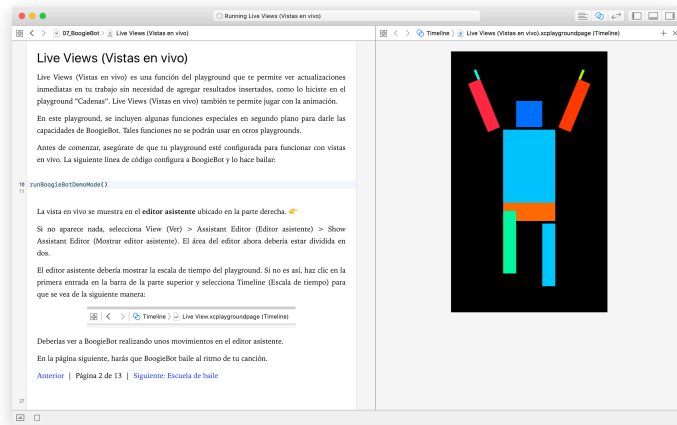 Running Live Views (Vistas en vivo)
07_BoogieBot › Live Views (Vistas en vivo)
Timeline › Live Views (Vistas en vivo).xcplaygroundpage (Timeline)
Live Views (Vistas en vivo)
Live Views (Vistas en vivo) es una función del playground que te permite ver actualizaciones
inmediatas en tu trabajo sin necesidad de agregar resultados insertados, como lo hiciste en el
playground "Cadenas". Live Views (Vistas en vivo) también te permite jugar con la animación.
En este playground, se incluyen algunas funciones especiales en segundo plano para darle las
capacidades de BoogieBot. Tales funciones no se podrán usar en otros playgrounds.
Antes de comenzar, asegúrate de que tu playground esté configurada para funcionar con vistas
en vivo. La siguiente línea de código configura a BoogieBot y lo hace bailar:
10 runBoogieBotDemoMode()
11
La vista en vivo se muestra en el editor asistente ubicado en la parte derecha. 👉
Si no aparece nada, selecciona View (Ver) > Assistant Editor (Editor asistente) > Show
Assistant Editor (Mostrar editor asistente). El área del editor ahora debería estar dividida en
dos.
El editor asistente debería mostrar la escala de tiempo del playground. Si no es así, haz clic en la
primera entrada en la barra de la parte superior y selecciona Timeline (Escala de tiempo) para
que se vea de la siguiente manera:
Timeline › Live View.xcplaygroundpage (Timeline)
Deberías ver a BoogieBot realizando unos movimientos en el editor asistente.
En la página siguiente, harás que BoogieBot baile al ritmo de tu canción.
Anterior | Página 2 de 13 | Siguiente: Escuela de baile
27